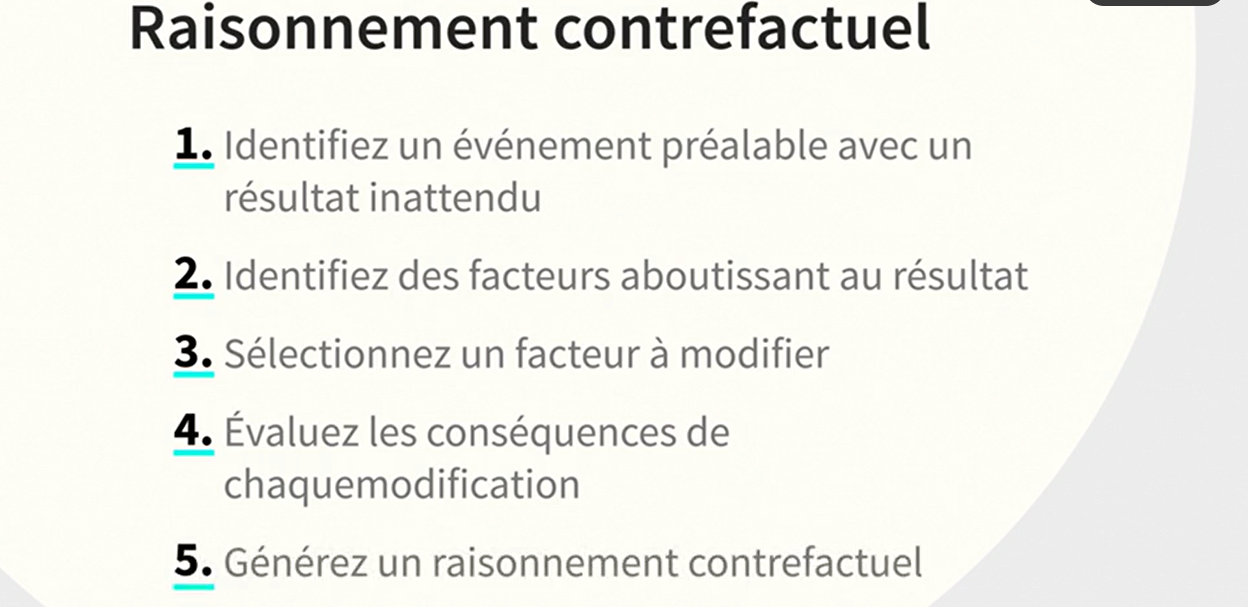 Raisonnement contrefactuel
1. Identifiez un événement préalable avec un
résultat inattendu
2. Identifiez des facteurs aboutissant au résultat
3. Sélectionnez un facteur à modifier
4. Évaluez les conséquences de
chaquemodification
5. Générez un raisonnement contrefactuel